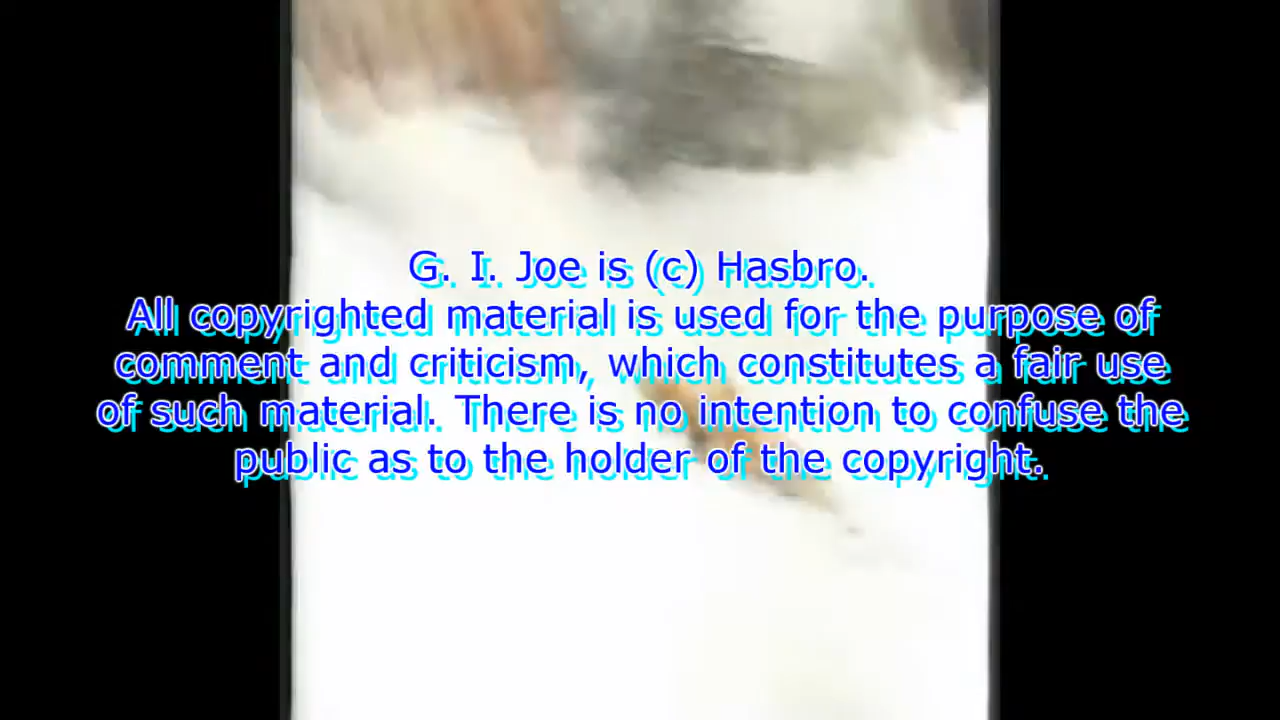 G. I. Joe is (c) Hasbro.
All copyrighted material is used for the purpose of
comment and criticism, which constitutes a fair use
of such material. There is no intention to confuse the
public as to the holder of the copyright.